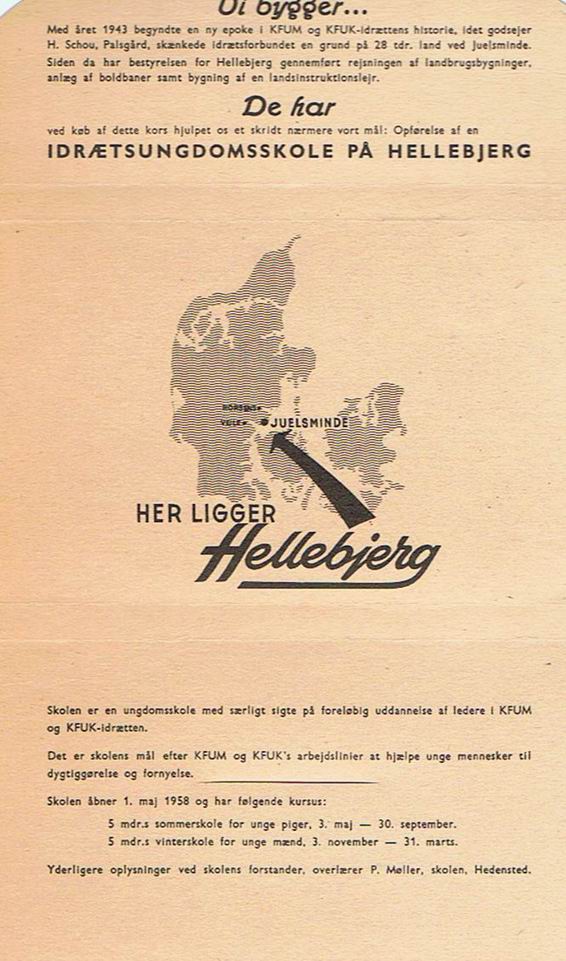 Vi bygger...
Med året 1943 begyndte en ny epoke i KFUM og KFUK-idrættens historie, idet godsejer
H. Schou, Palsgård, skænkede idrætsforbundet en grund på 28 tdr. land ved Juelsminde.
Siden da har bestyrelsen for Hellebjerg gennemført rejsningen af landbrugsbygninger,
anlæg af boldbaner samt bygning af en landsinstruktionslejr.
De har
ved køb af dette kors hjulpet os et skridt nærmere vort mål: Opførelse af en
IDRÆTSUNGDOMSSKOLE PÅ HELLEBJERG
HORSENS
VEJLE JUELSMINDE
HER LIGGER
Hellebjerg
Skolen er en ungdomsskole med særligt sigte på foreløbig uddannelse af ledere i KFUM
og KFUK-idrætten.
Det er skolens mål efter KFUM og KFUK's arbejdslinier at hjælpe unge mennesker til
dygtiggørelse og fornyelse.
Skolen åbner 1. maj 1958 og har følgende kursus:
5 mdr.s sommerskole for unge piger, 3. maj — 30. september.
5 mdr.s vinterskole for unge mænd, 3. november — 31. marts.
Yderligere oplysninger ved skolens forstander, overlærer P. Møller, skolen, Hedensted.